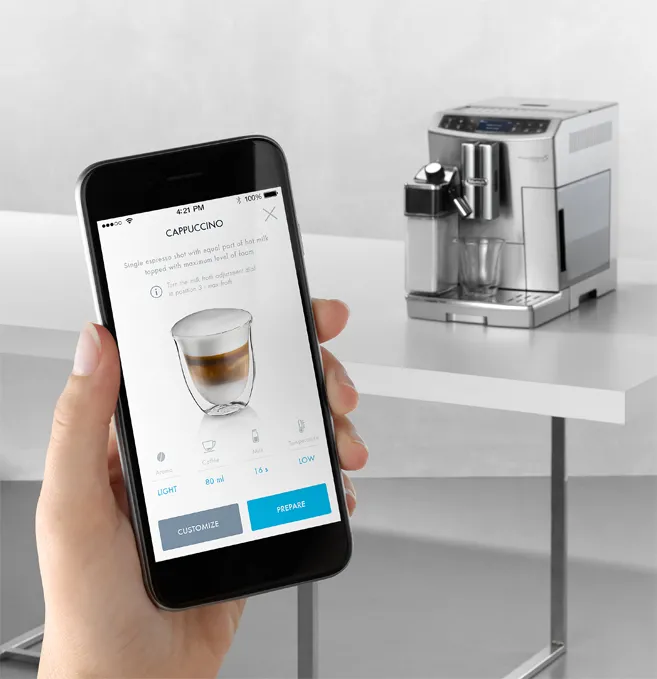 4:21 PM
100%
CAPPUCCINO
Single espresso shot with equal part of hot milk
topped with maximum level of foam
Turn the milk froth adjustment dial
in position 3 - max froth
Aroma
Coffee
Milk
Temperature
LIGHT
80 ml
16 s
LOW
CUSTOMIZE
PREPARE
DeLonghi